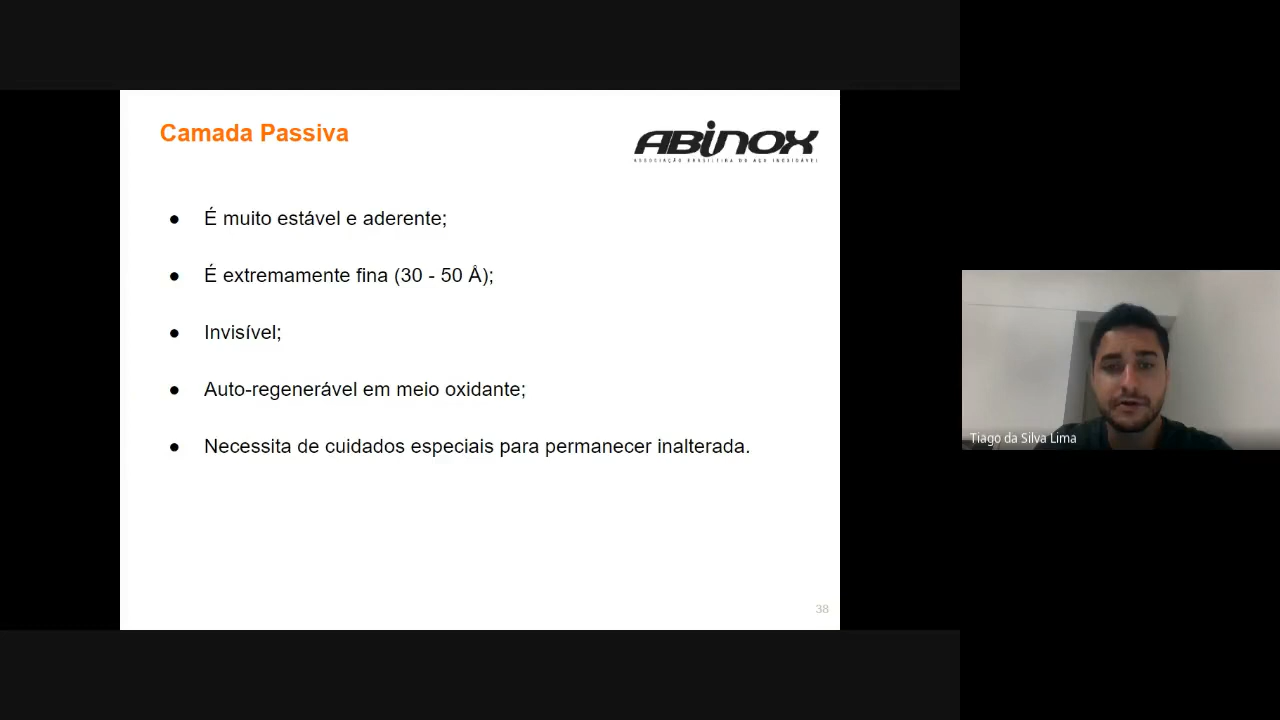 Camada Passiva
ABINOX
ASSOCIAÇÃO BRASILEIRA DO AÇO INOXIDÁVEL
● É muito estável e aderente;
● É extremamente fina (30 - 50 Å);
● Invisível;
● Auto-regenerável em meio oxidante;
● Necessita de cuidados especiais para permanecer inalterada.
38
Tiago da Silva Lima